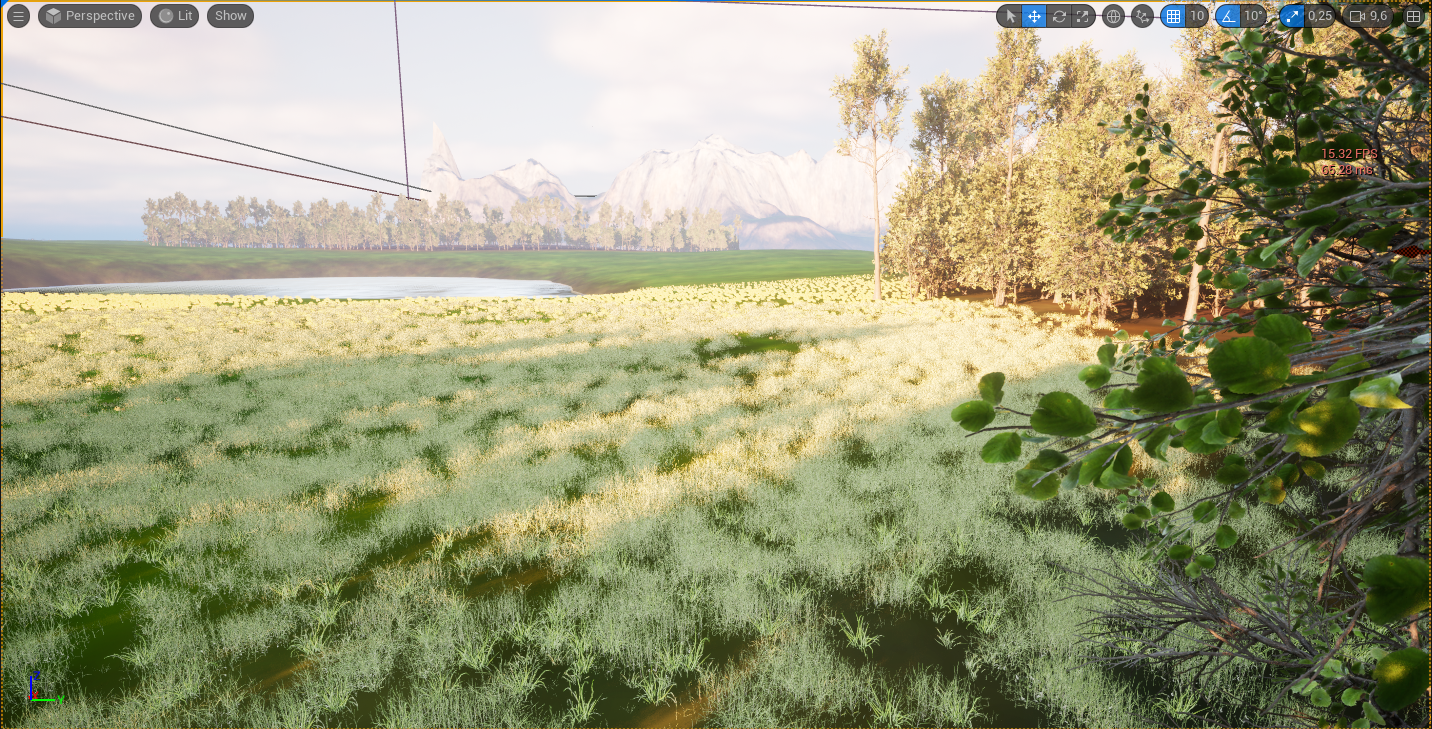 Perspective
Lit
Show
10
10°
0,25
9,6
15.32 FPS
65.28 ms
Z
Y